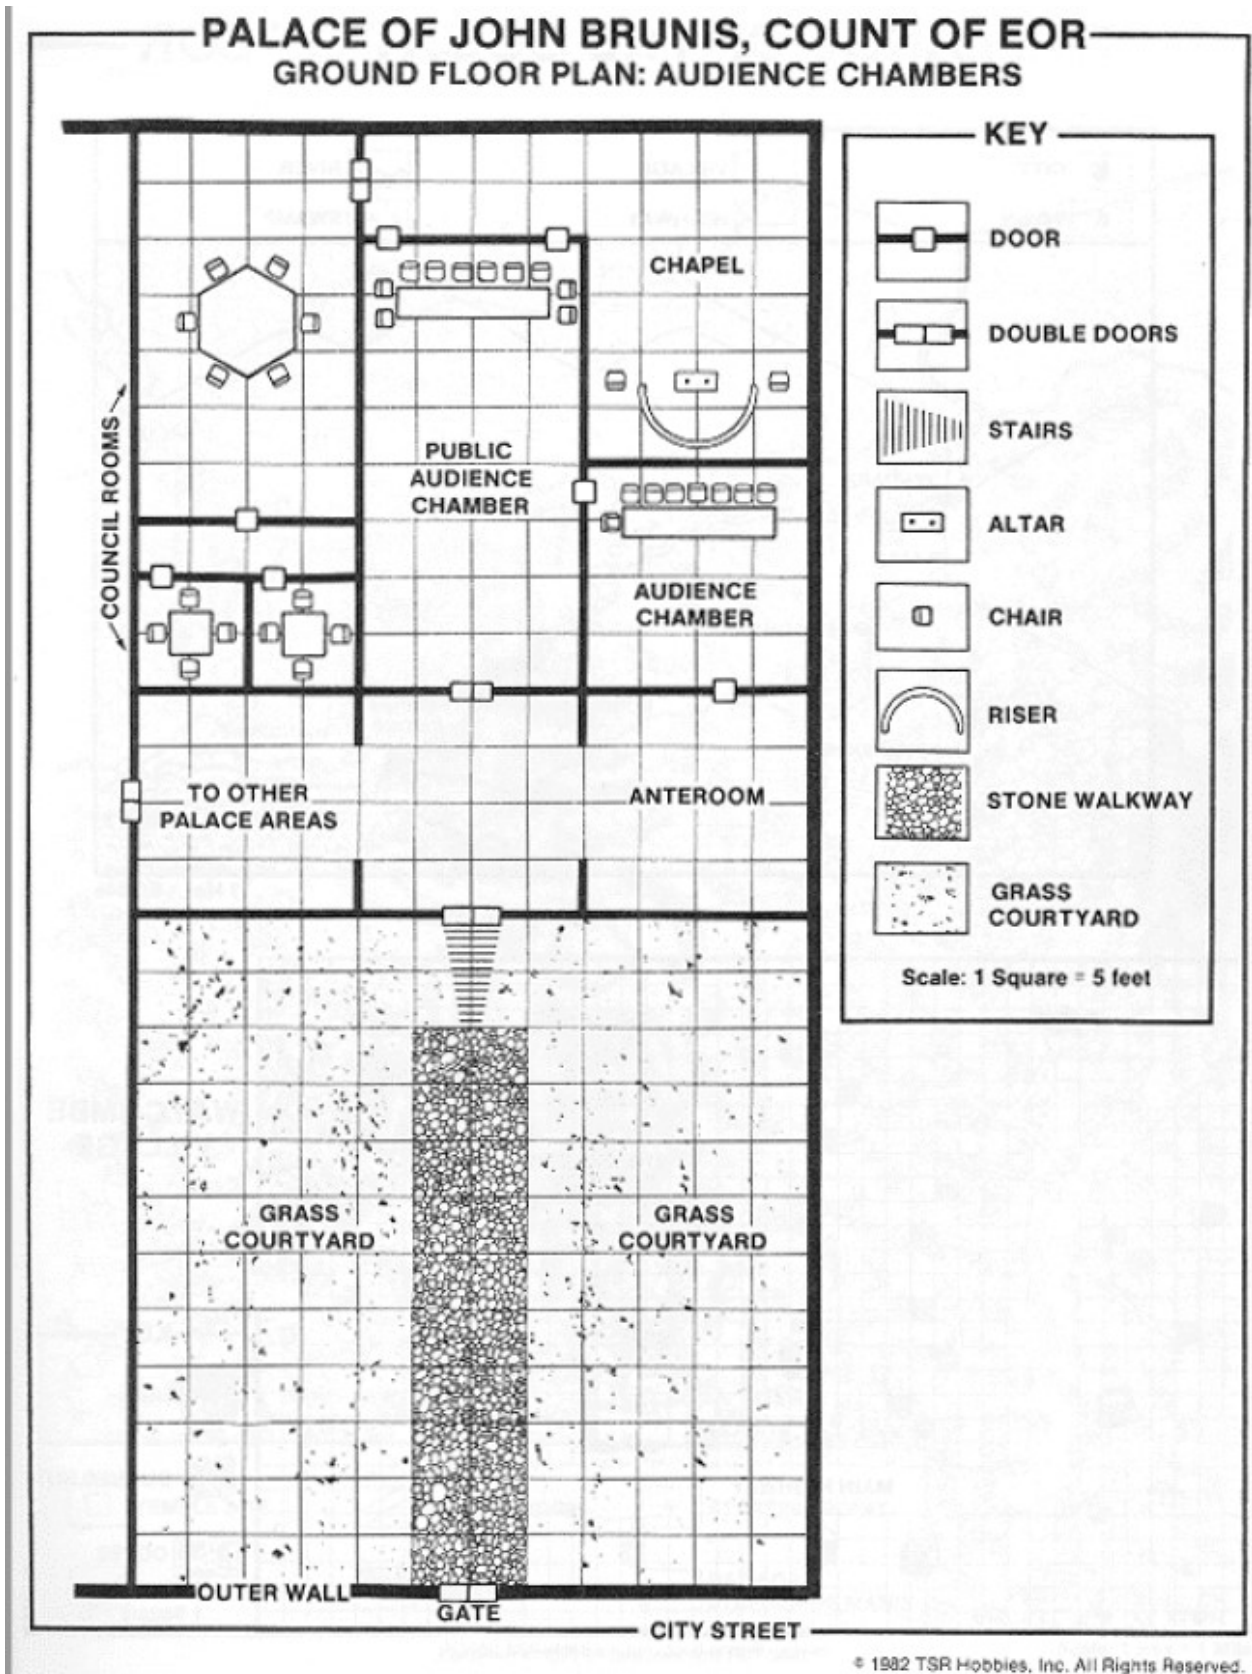 PALACE OF JOHN BRUNIS, COUNT OF EOR
GROUND FLOOR PLAN: AUDIENCE CHAMBERS
KEY
DOOR
DOUBLE DOORS
STAIRS
ALTAR
CHAIR
RISER
STONE WALKWAY
GRASS
COURTYARD
Scale: 1 Square = 5 feet
CHAPEL
COUNCIL ROOMS
PUBLIC
AUDIENCE
CHAMBER
AUDIENCE
CHAMBER
TO OTHER
PALACE AREAS
ANTEROOM
GRASS
COURTYARD
GRASS
COURTYARD
OUTER WALL
GATE
CITY STREET
© 1982 TSR Hobbies, Inc. All Rights Reserved.